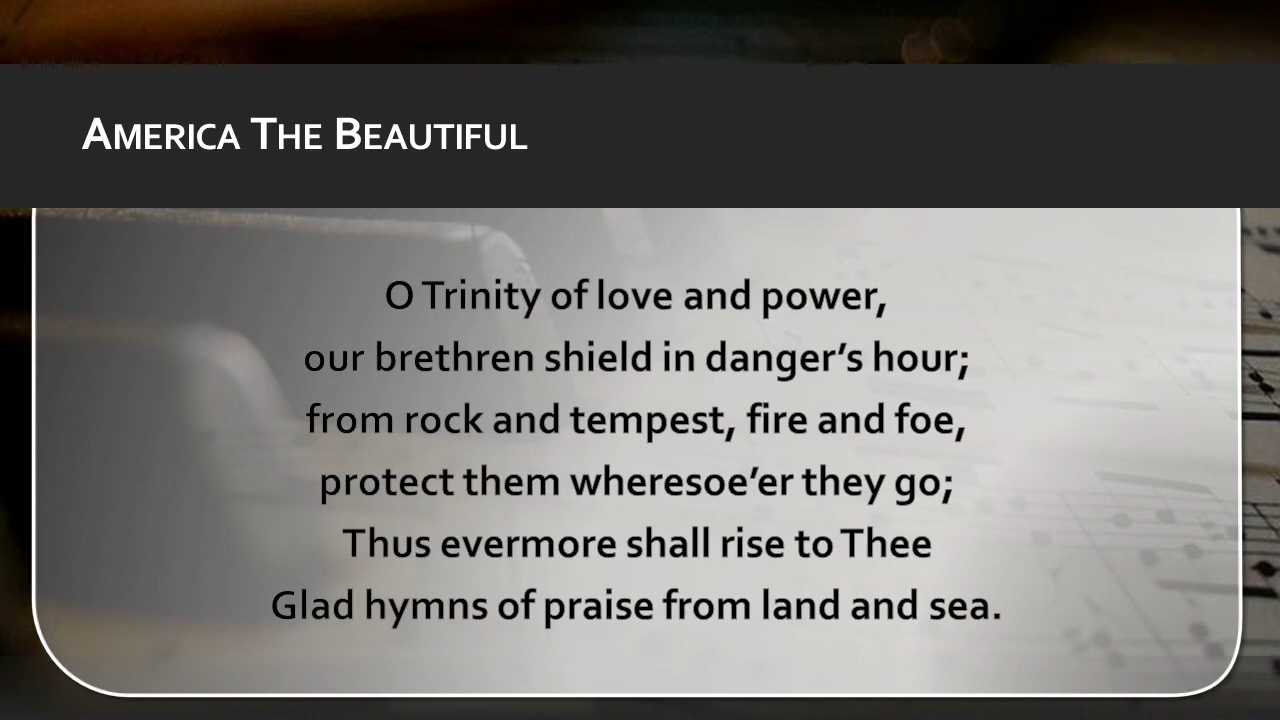 America The Beautiful
O Trinity of love and power,
our brethren shield in danger’s hour;
from rock and tempest, fire and foe,
protect them wheresoe’er they go;
Thus evermore shall rise to Thee
Glad hymns of praise from land and sea.